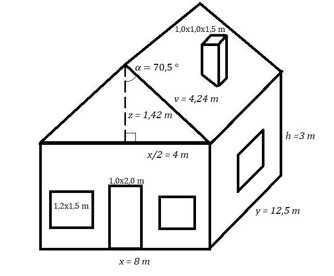 1,0x1,0x1,5 m
α = 70,5 °
v = 4,24 m
z = 1,42 m
h =3 m
x/2 = 4 m
1,0x2,0 m
1,2x1,5 m
y = 12,5 m
x = 8 m